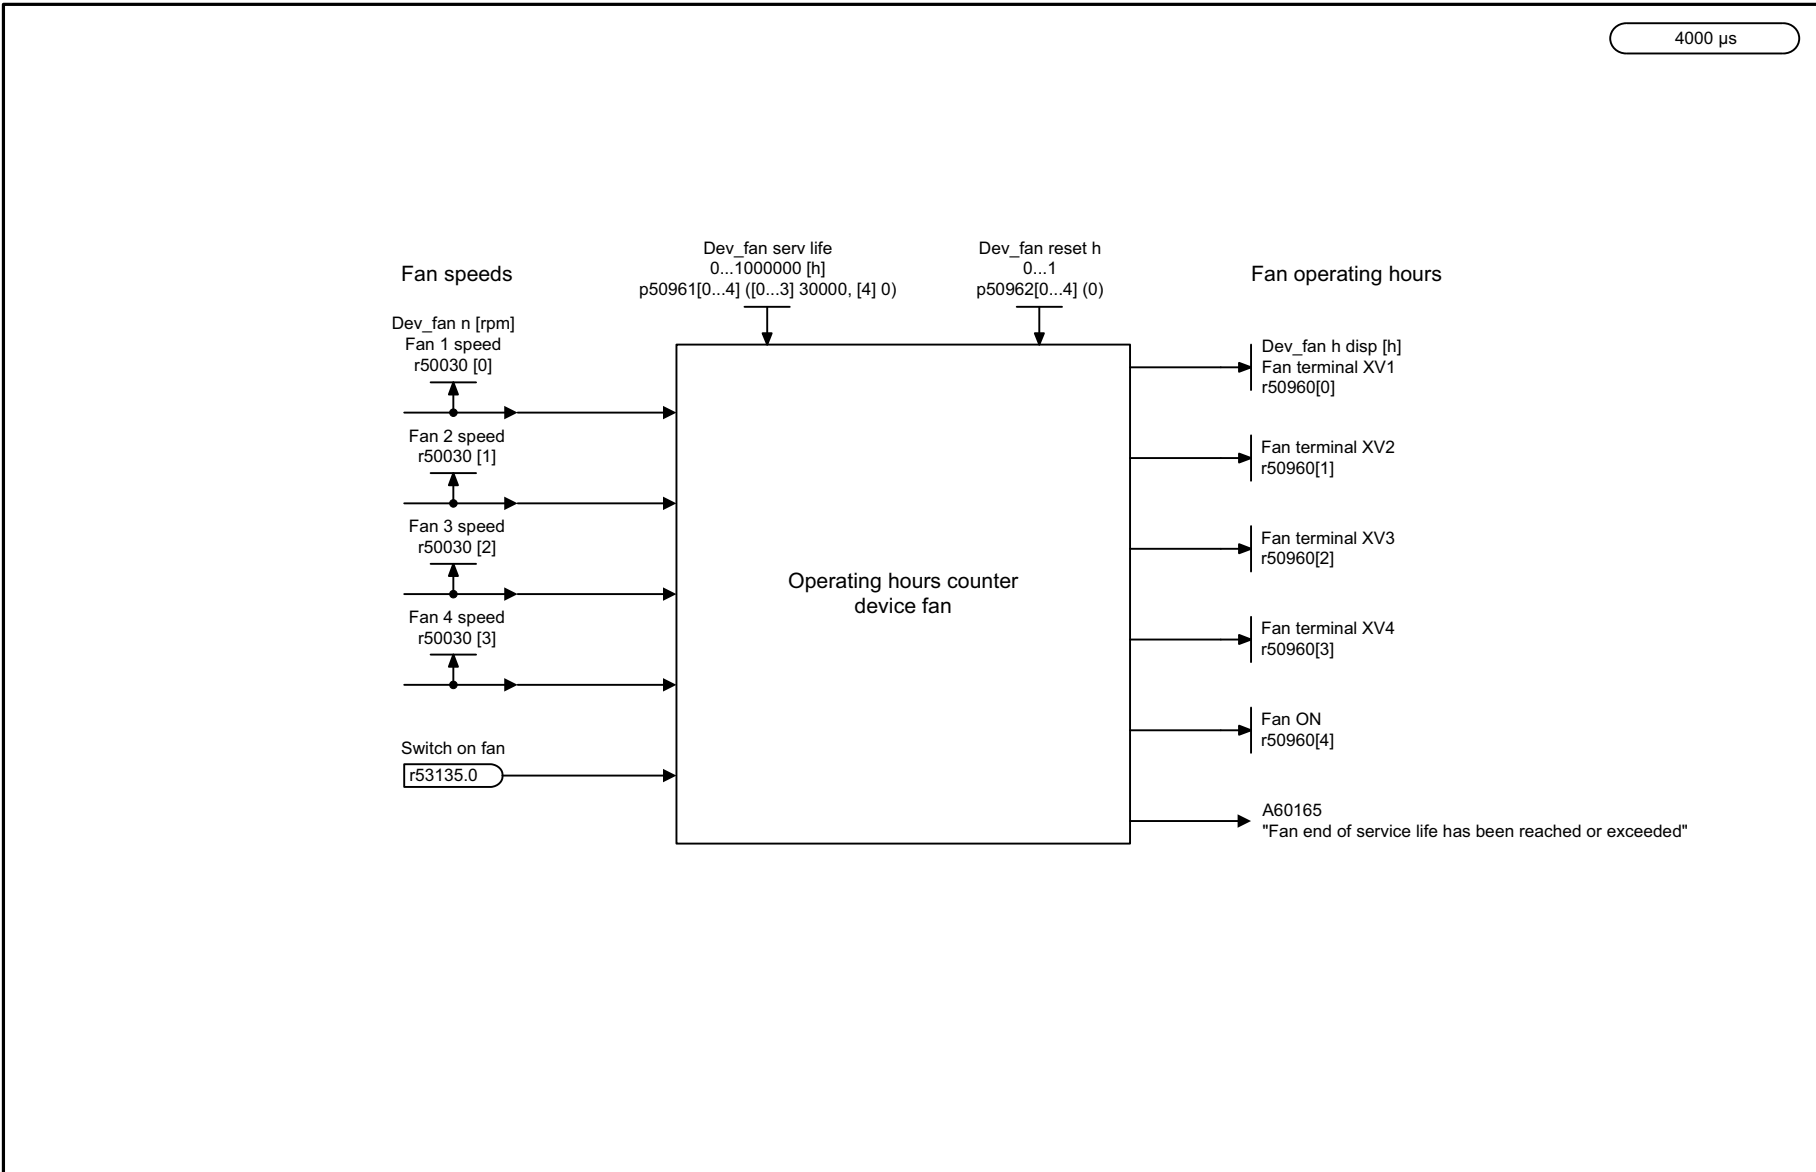 4000 µs
Fan speeds
Dev_fan serv life
0...1000000 [h]
p50961[0...4] ([0...3] 30000, [4] 0)
Dev_fan reset h
0...1
p50962[0...4] (0)
Fan operating hours
Dev_fan n [rpm]
Fan 1 speed
r50030 [0]
Fan 2 speed
r50030 [1]
Fan 3 speed
r50030 [2]
Fan 4 speed
r50030 [3]
Switch on fan
r53135.0
Operating hours counter
device fan
Dev_fan h disp [h]
Fan terminal XV1
r50960[0]
Fan terminal XV2
r50960[1]
Fan terminal XV3
r50960[2]
Fan terminal XV4
r50960[3]
Fan ON
r50960[4]
A60165
"Fan end of service life has been reached or exceeded"